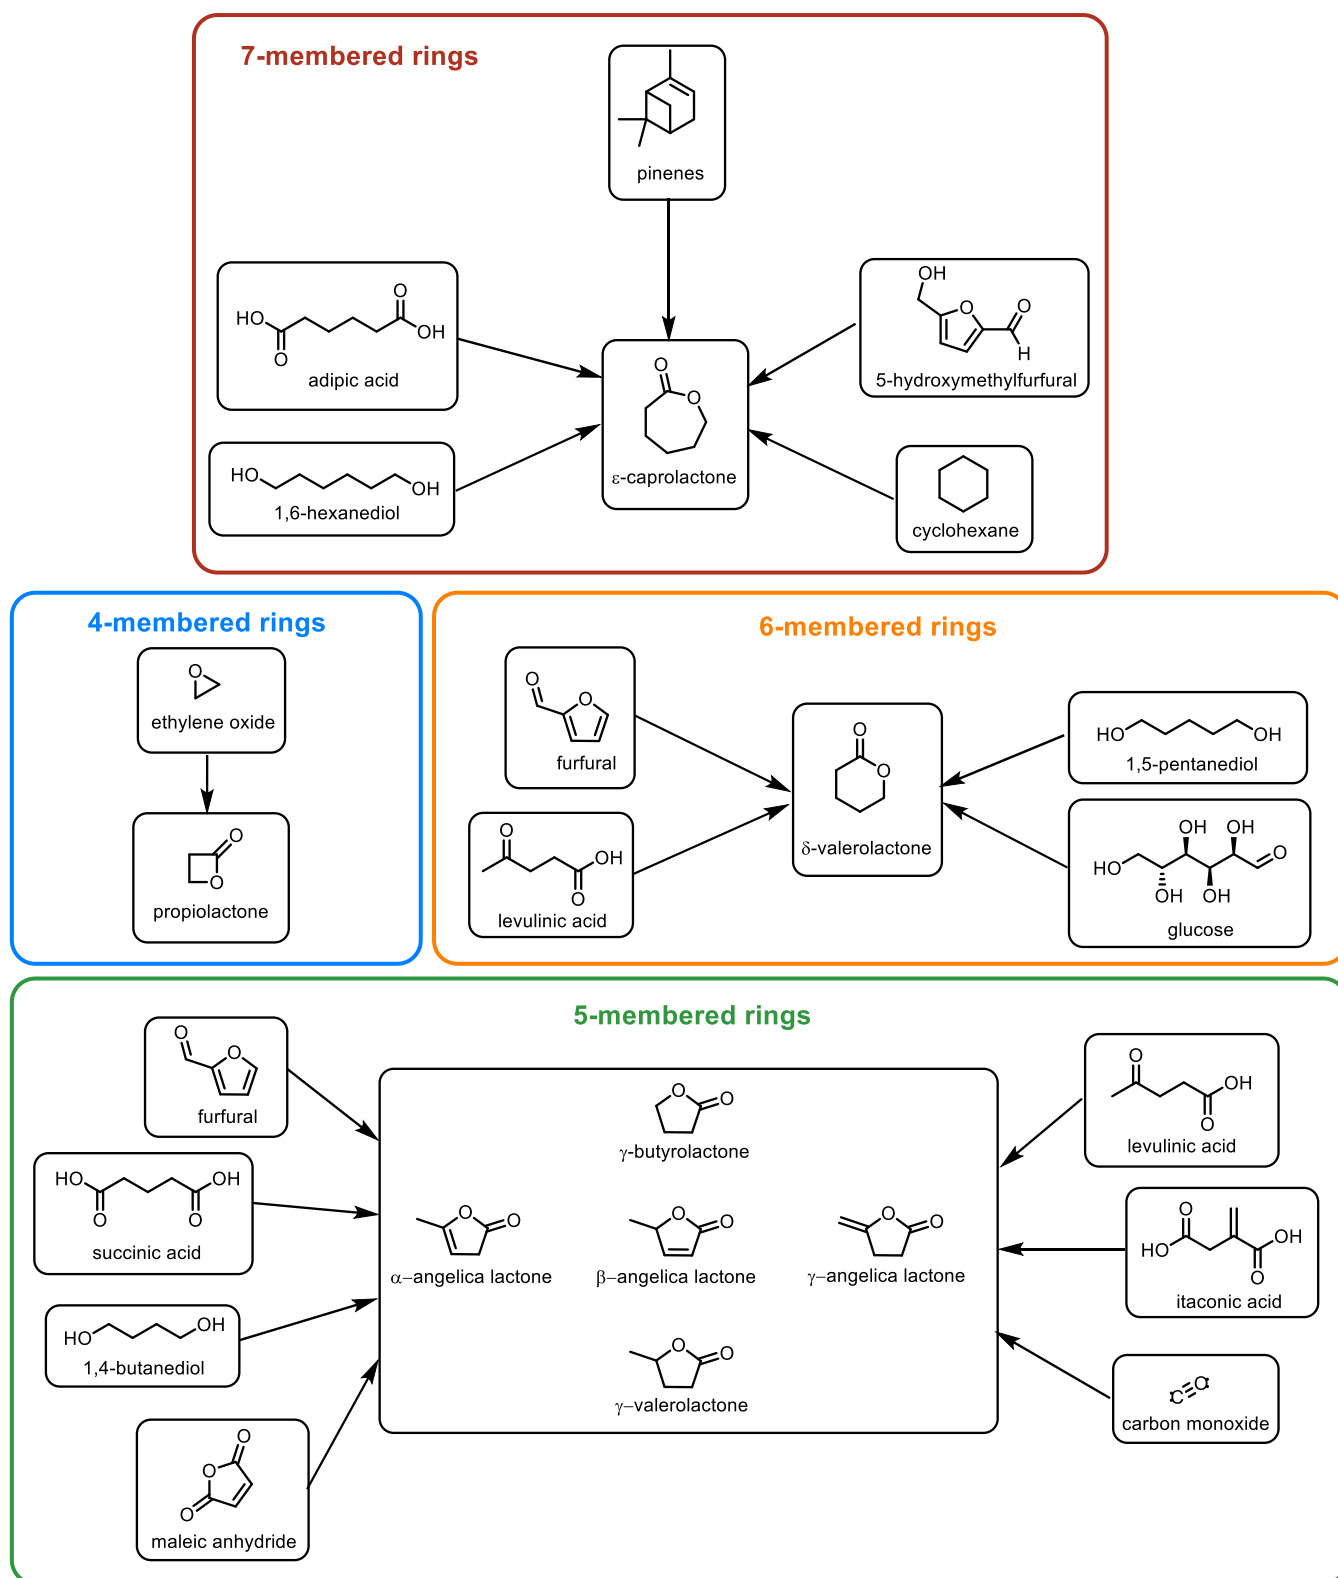 7-membered rings
pinenes
HO
O
O
OH
adipic acid
OH
O
O
H
5-hydroxymethylfurfural
O
O
ε-caprolactone
HO
OH
1,6-hexanediol
cyclohexane
4-membered rings
O
ethylene oxide
O
O
propiolactone
6-membered rings
O
O
furfural
O
OH
O
levulinic acid
O
O
δ-valerolactone
HO
OH
1,5-pentanediol
OH
OH
HO
O
OH
OH
glucose
5-membered rings
O
O
furfural
HO
OH
O
O
succinic acid
HO
OH
1,4-butanediol
O
O
O
maleic anhydride
O
O
γ-butyrolactone
O
O
α−angelica lactone
O
O
β−angelica lactone
O
O
γ−angelica lactone
O
O
γ−valerolactone
O
OH
O
levulinic acid
O
HO
OH
O
itaconic acid
C
O
carbon monoxide